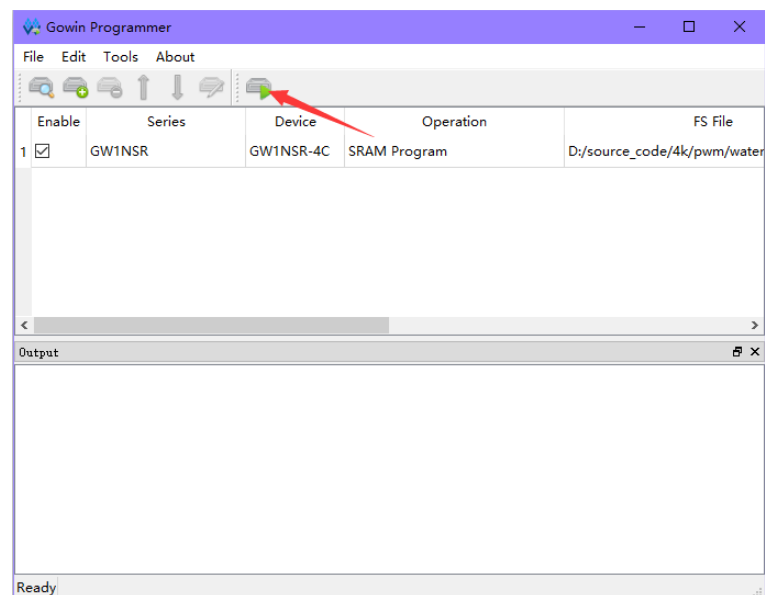 Gowin Programmer
File Edit Tools About
Enable Series Device Operation FS File
1 GW1NSR GW1NSR-4C SRAM Program D:/source_code/4k/pwm/water
Output
Ready